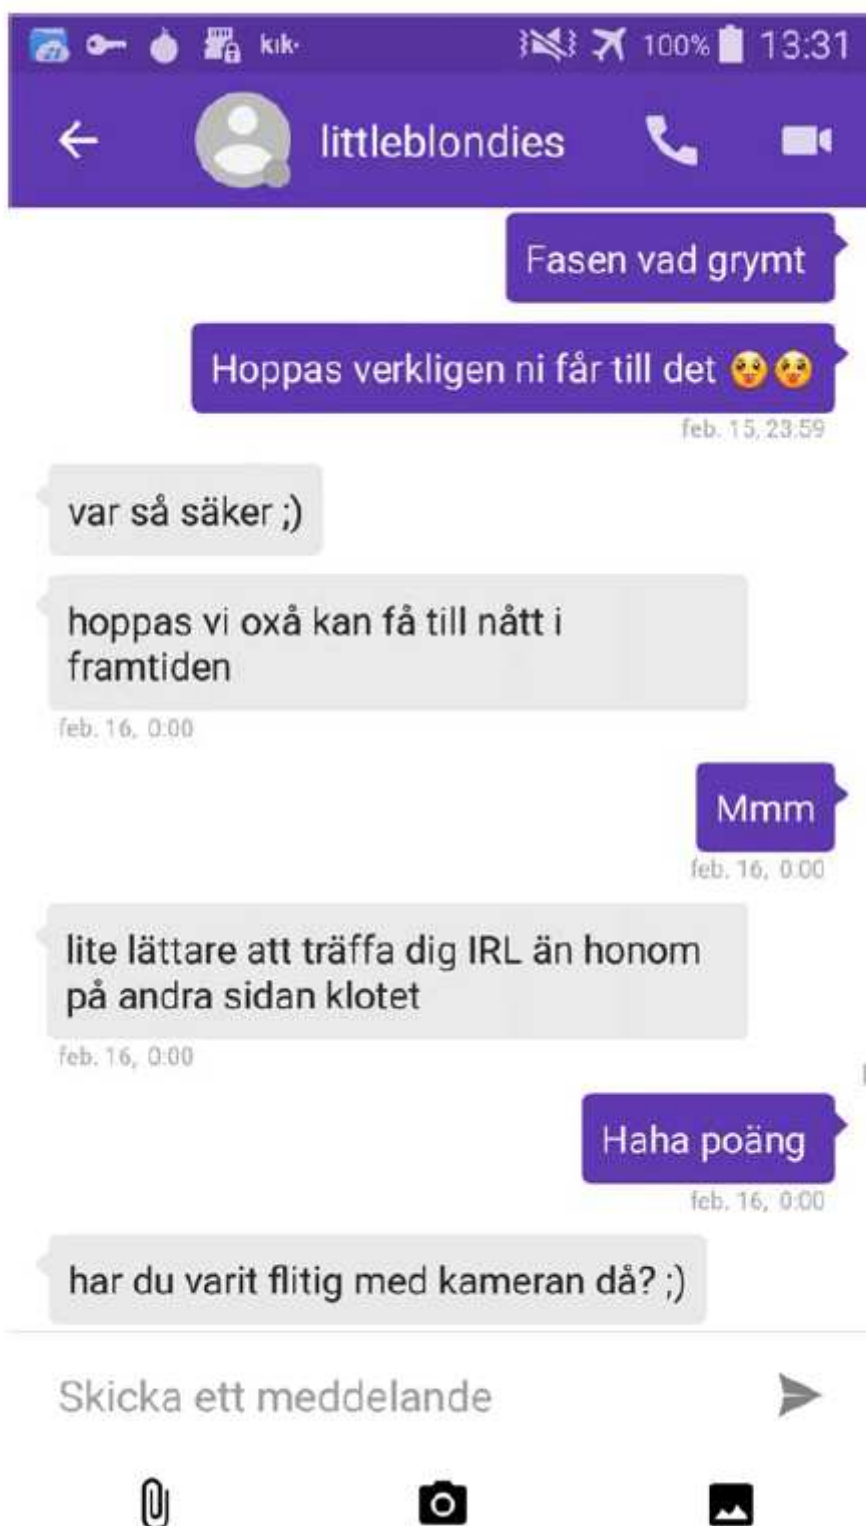 kik·
100% 13:31
littleblondies
Fasen vad grymt
Hoppas verkligen ni får till det
feb. 15, 23:59
var så säker ;)
hoppas vi oxå kan få till nått i
framtiden
feb. 16, 0:00
Mmm
feb. 16, 0:00
lite lättare att träffa dig IRL än honom
på andra sidan klotet
feb. 16, 0:00
Haha poäng
feb. 16, 0:00
har du varit flitig med kameran då? ;)
Skicka ett meddelande